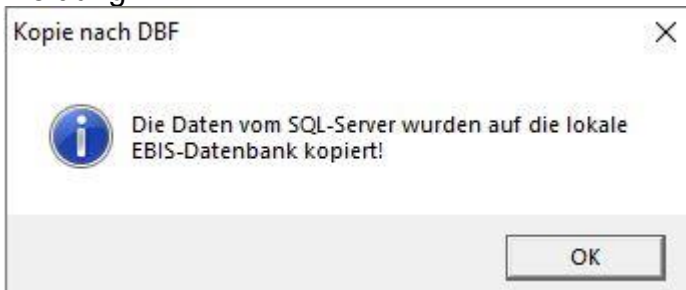 Kopie nach DBF
Die Daten vom SQL-Server wurden auf die lokale
EBIS-Datenbank kopiert!
OK